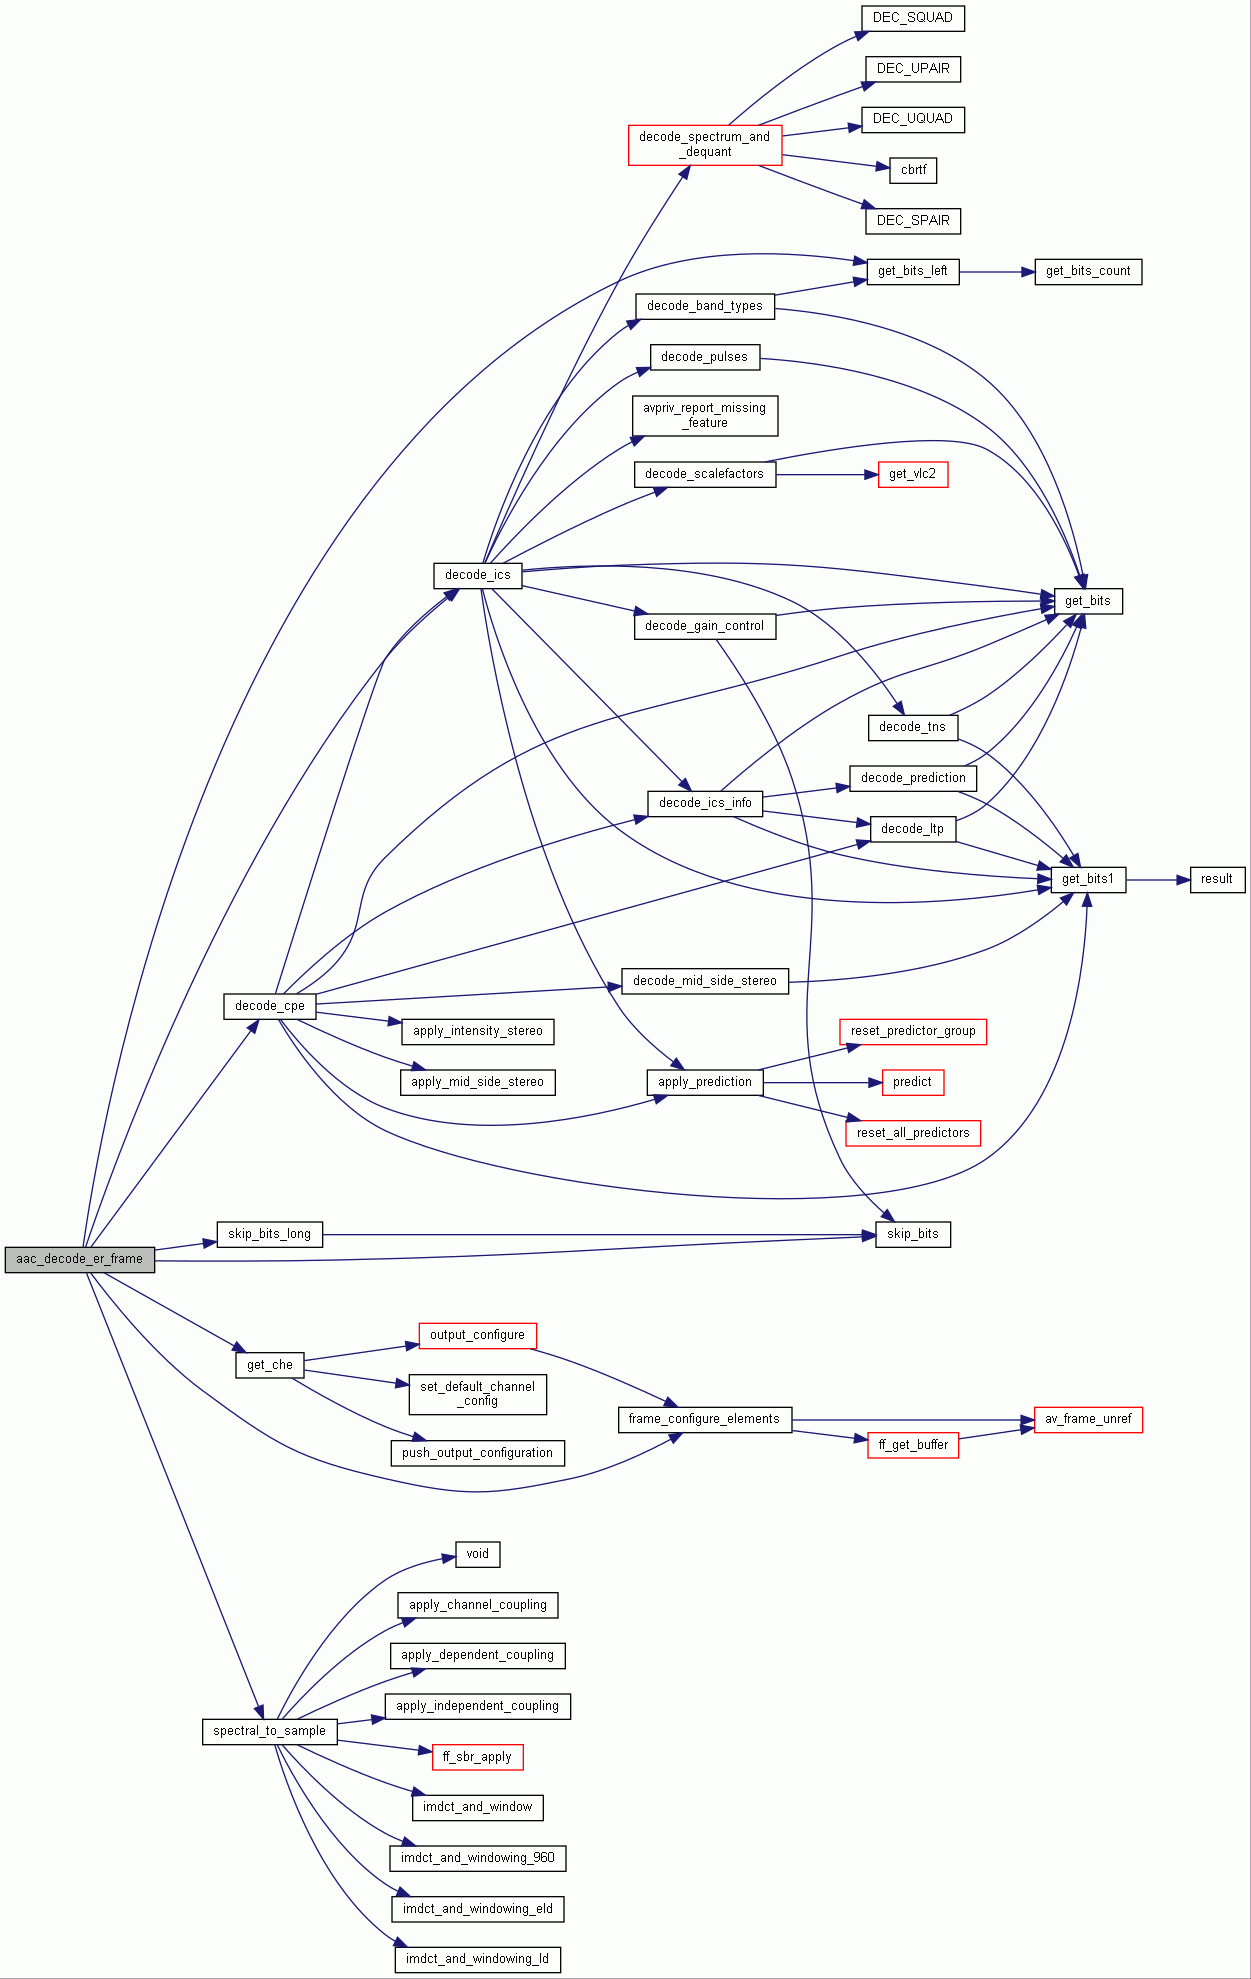 DEC_SQUAD
DEC_UPAIR
DEC_UQUAD
decode_spectrum_and
_dequant
cbrtf
DEC_SPAIR
get_bits_left
get_bits_count
decode_band_types
decode_pulses
avpriv_report_missing
_feature
decode_scalefactors
get_vlc2
decode_ics
get_bits
decode_gain_control
decode_tns
decode_prediction
decode_ics_info
decode_ltp
get_bits1
result
decode_mid_side_stereo
decode_cpe
apply_intensity_stereo
reset_predictor_group
apply_mid_side_stereo
apply_prediction
predict
reset_all_predictors
skip_bits_long
skip_bits
aac_decode_er_frame
output_configure
get_che
set_default_channel
_config
frame_configure_elements
av_frame_unref
push_output_configuration
ff_get_buffer
void
apply_channel_coupling
apply_dependent_coupling
apply_independent_coupling
spectral_to_sample
ff_sbr_apply
imdct_and_window
imdct_and_windowing_960
imdct_and_windowing_eld
imdct_and_windowing_ld